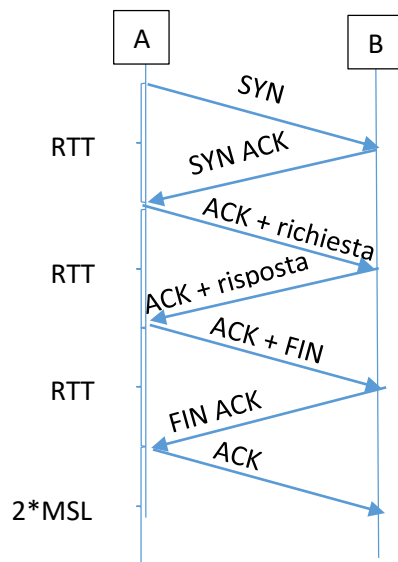 A
B
SYN
RTT
SYN ACK
ACK + richiesta
RTT
ACK + risposta
ACK + FIN
RTT
FIN ACK
ACK
2*MSL